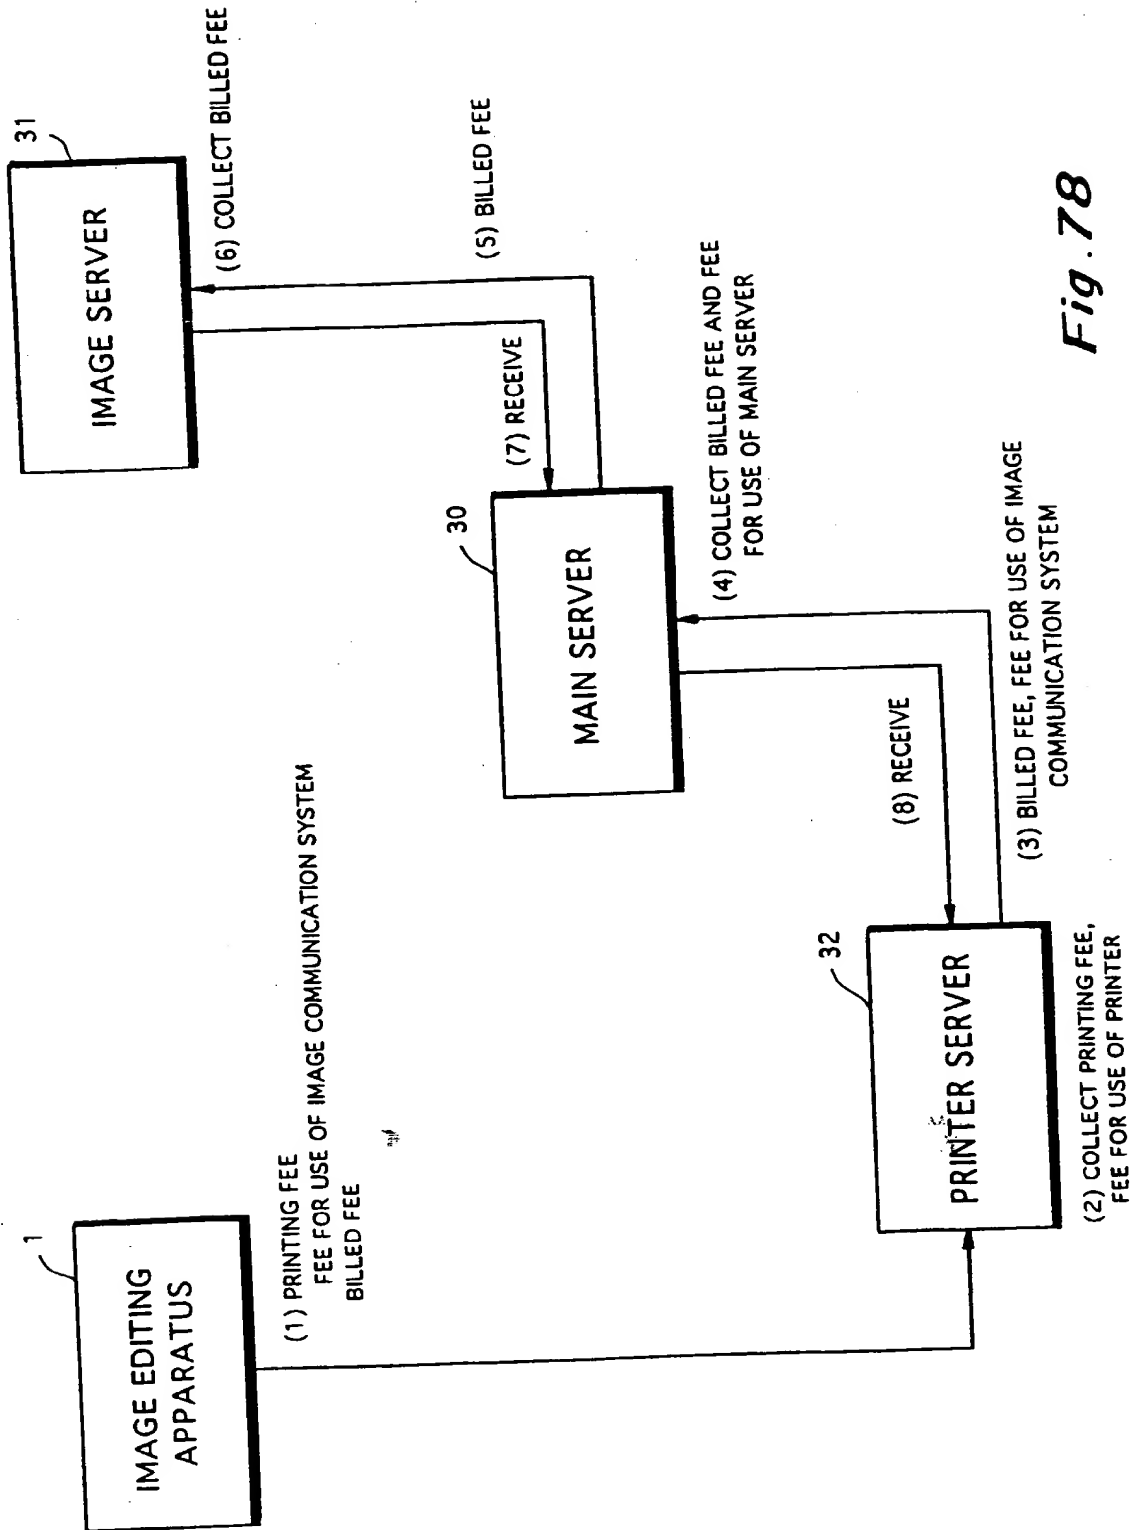 1
IMAGE EDITING
APPARATUS
(1) PRINTING FEE
FEE FOR USE OF IMAGE COMMUNICATION SYSTEM
BILLED FEE
32
PRINTER SERVER
(2) COLLECT PRINTING FEE,
FEE FOR USE OF PRINTER
(3) BILLED FEE, FEE FOR USE OF IMAGE
COMMUNICATION SYSTEM
(8) RECEIVE
30
MAIN SERVER
(4) COLLECT BILLED FEE AND FEE
FOR USE OF MAIN SERVER
(7) RECEIVE
(5) BILLED FEE
31
IMAGE SERVER
(6) COLLECT BILLED FEE
Fig. 78